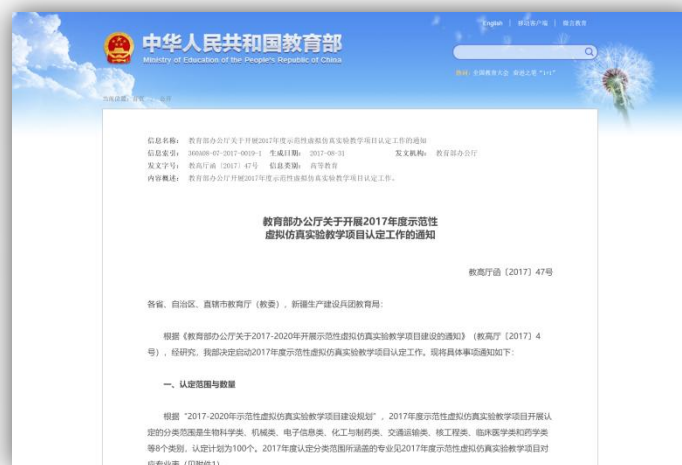 English | 移动客户端 | 微言教育
中华人民共和国教育部
Ministry of Education of the People's Republic of China
全国教育大会 奋进之笔 "1+1"
当前位置：首页
信息名称： 教育部办公厅关于开展2017年度示范性虚拟仿真实验教学项目认定工作的通知
信息索引： 360A08-07-2017-0019-1 生成日期： 2017-08-31 发文机构： 教育部办公厅
发文字号： 教高厅函〔2017〕47号 信息类别： 高等教育
内容概述： 教育部办公厅开展2017年度示范性虚拟仿真实验教学项目认定工作。
教育部办公厅关于开展2017年度示范性
虚拟仿真实验教学项目认定工作的通知
教高厅函〔2017〕47号
各省、自治区、直辖市教育厅（教委），新疆生产建设兵团教育局：
根据《教育部办公厅关于2017-2020年开展示范性虚拟仿真实验教学项目建设的通知》（教高厅〔2017〕4
号），经研究，我部决定启动2017年度示范性虚拟仿真实验教学项目认定工作。现将具体事项通知如下：
一、认定范围与数量
根据“2017-2020年示范性虚拟仿真实验教学项目建设规划”，2017年度示范性虚拟仿真实验教学项目开展认
定的分类范围是生物科学类、机械类、电子信息类、化工与制药类、交通运输类、核工程类、临床医学类和药学类
等8个类别，认定计划为100个。2017年度认定分类范围所涵盖的专业见2017年度示范性虚拟仿真实验教学项目对
应专业表（见附件1）